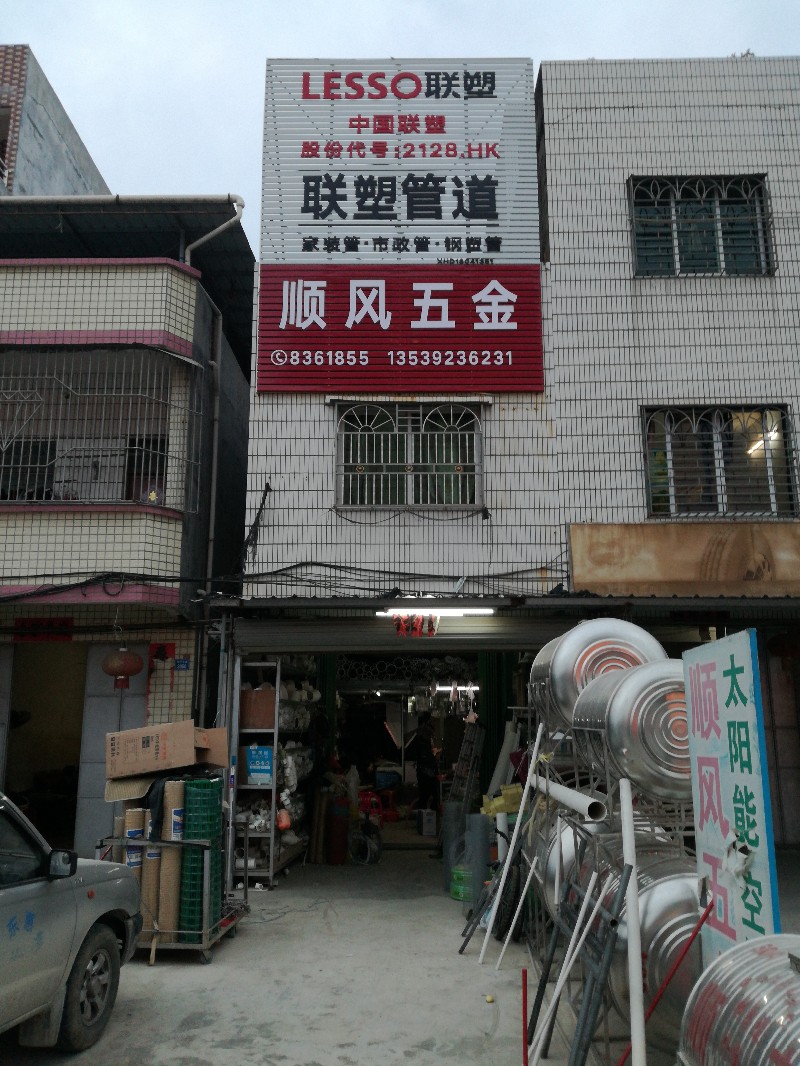 LESSO联塑
中国联塑
股份代号:2128.HK
联塑管道
家装管·市政管·钢塑管
顺风五金
8361855 13539236231
太阳能空
顺风五